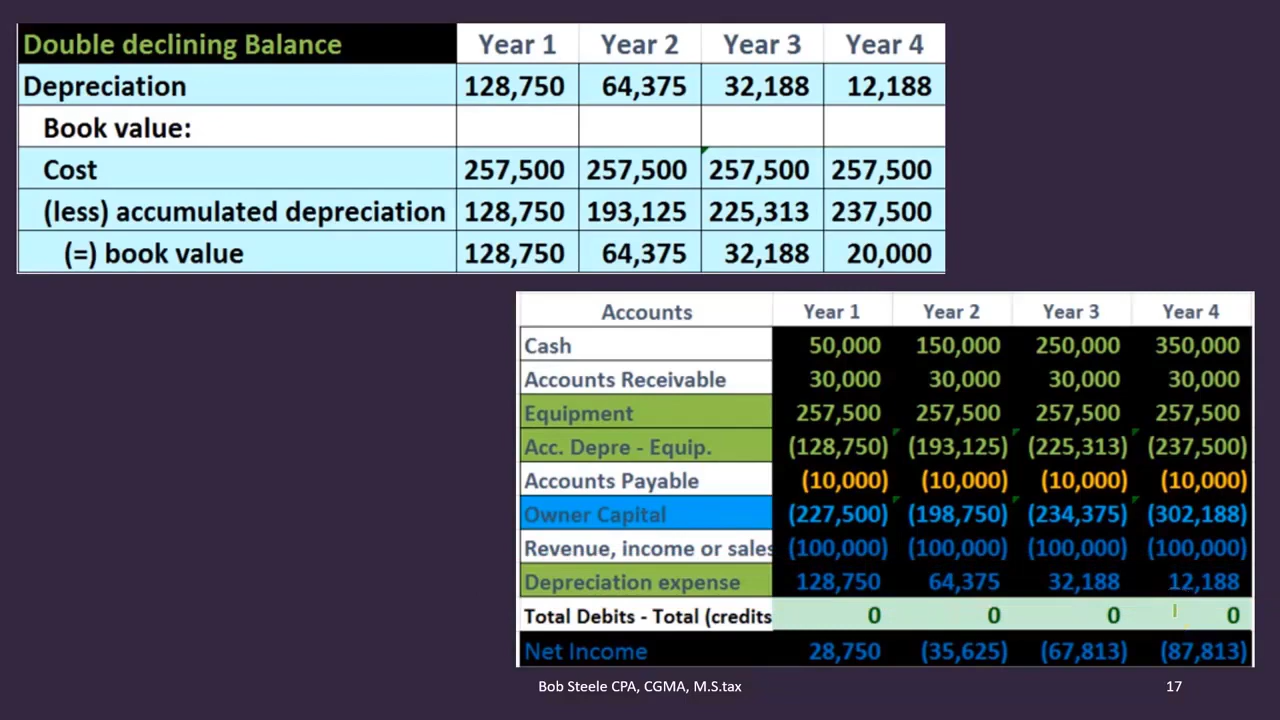 Double declining Balance Year 1 Year 2 Year 3 Year 4
Depreciation 128,750 64,375 32,188 12,188
Book value:
Cost 257,500 257,500 257,500 257,500
(less) accumulated depreciation 128,750 193,125 225,313 237,500
(=) book value 128,750 64,375 32,188 20,000
Accounts Year 1 Year 2 Year 3 Year 4
Cash 50,000 150,000 250,000 350,000
Accounts Receivable 30,000 30,000 30,000 30,000
Equipment 257,500 257,500 257,500 257,500
Acc. Depre - Equip. (128,750) (193,125) (225,313) (237,500)
Accounts Payable (10,000) (10,000) (10,000) (10,000)
Owner Capital (227,500) (198,750) (234,375) (302,188)
Revenue, income or sales (100,000) (100,000) (100,000) (100,000)
Depreciation expense 128,750 64,375 32,188 12,188
Total Debits - Total (credits 0 0 0 0
Net Income 28,750 (35,625) (67,813) (87,813)
Bob Steele CPA, CGMA, M.S.tax 17